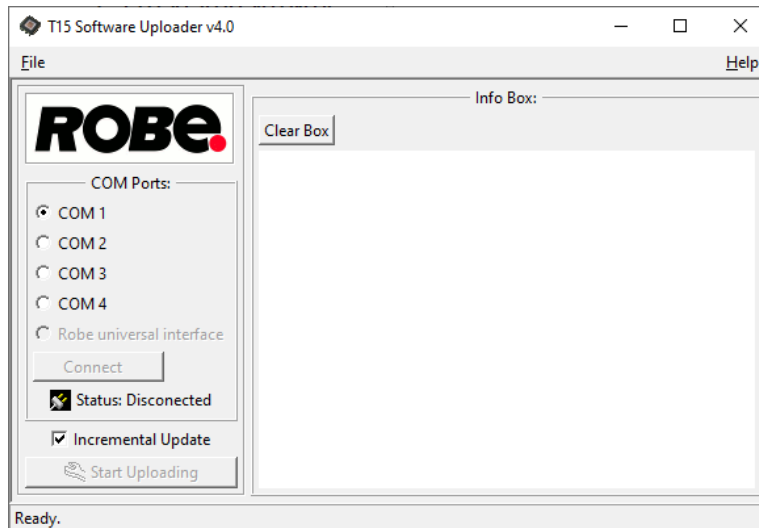 T15 Software Uploader v4.0
File
Help
ROBE
COM Ports:
COM 1
COM 2
COM 3
COM 4
Robe universal interface
Connect
Status: Disconected
Incremental Update
Start Uploading
Info Box:
Clear Box
Ready.